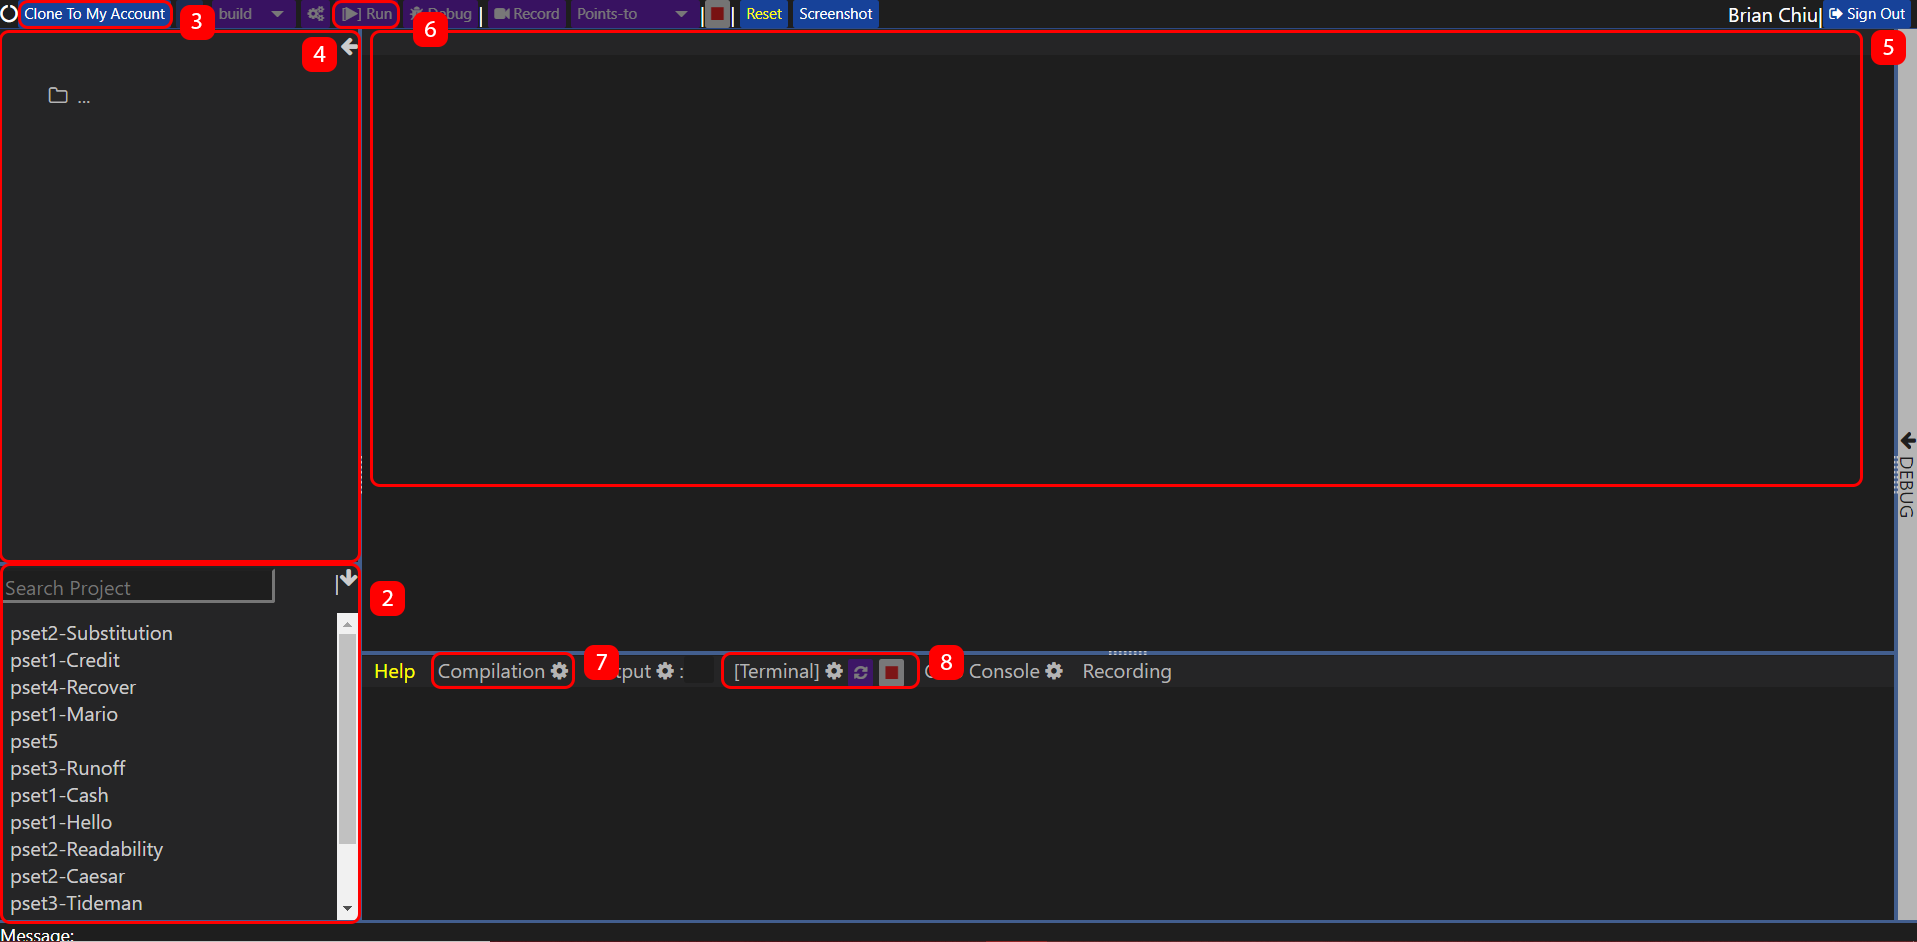 Clone To My Account 3 build Run Debug Record Points-to Reset Screenshot Brian Chiu Sign Out
6
4
5
...
DEBUG
Search Project
2
pset2-Substitution
pset1-Credit
pset4-Recover
pset1-Mario
pset5
pset3-Runoff
pset1-Cash
pset1-Hello
pset2-Readability
pset2-Caesar
pset3-Tideman
Help Compilation 7 tput : [Terminal] 8 Console Recording
Message: